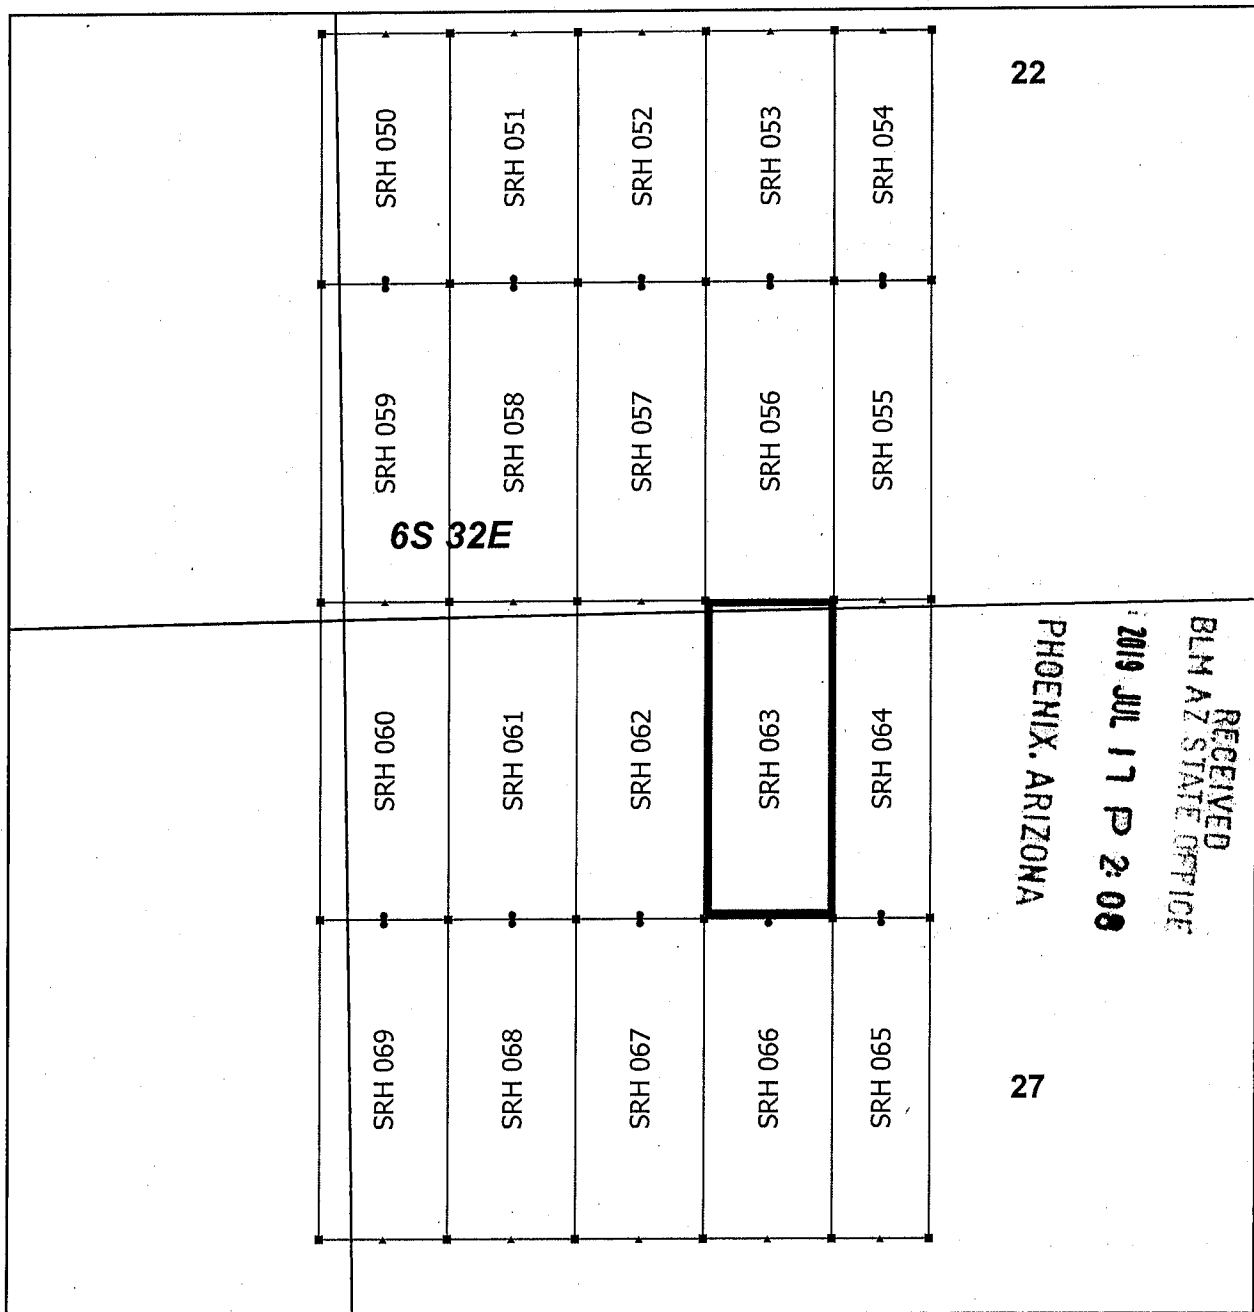 22
SRH 050
SRH 051
SRH 052
SRH 053
SRH 054
SRH 059
SRH 058
SRH 057
SRH 056
SRH 055
6S 32E
SRH 060
SRH 061
SRH 062
SRH 063
SRH 064
RECEIVED
BLM AZ STATE OFFICE
2019 JUL 17 P 2:08
PHOENIX, ARIZONA
SRH 069
SRH 068
SRH 067
SRH 066
SRH 065
27